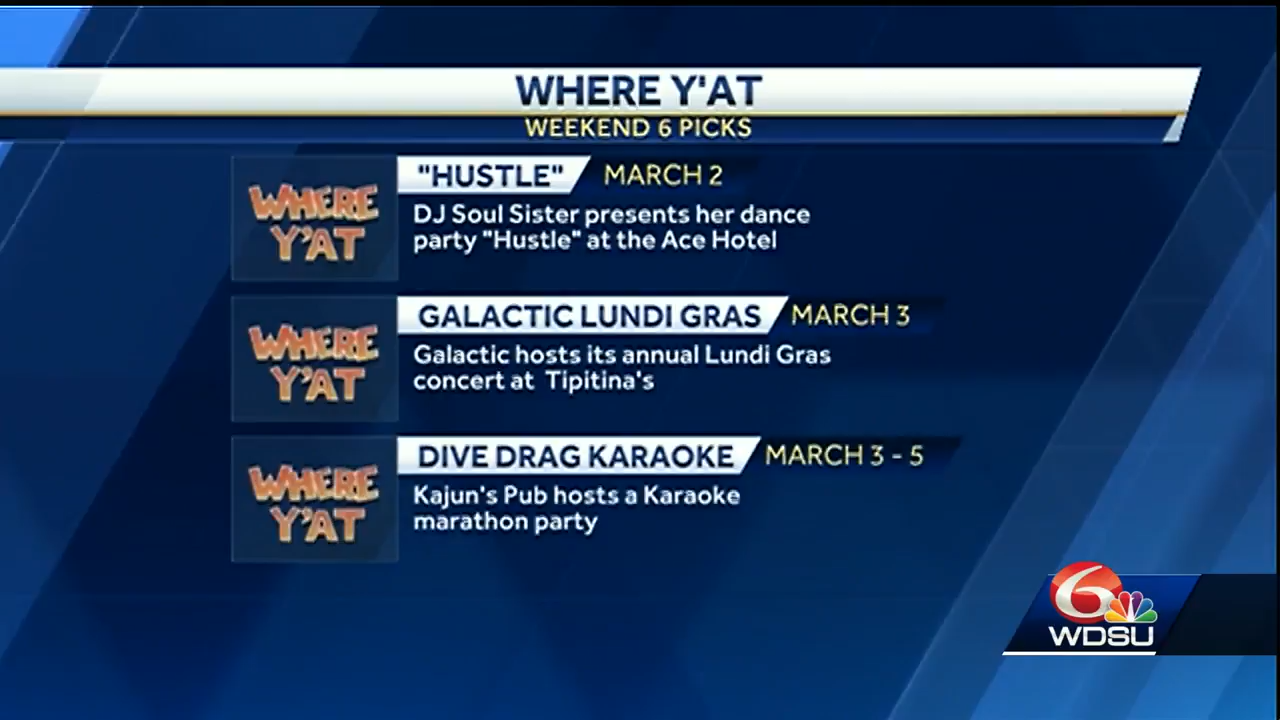 WHERE Y'AT
WEEKEND 6 PICKS
WHERE
Y'AT
"HUSTLE" MARCH 2
DJ Soul Sister presents her dance
party "Hustle" at the Ace Hotel
WHERE
Y'AT
GALACTIC LUNDI GRAS MARCH 3
Galactic hosts its annual Lundi Gras
concert at Tipitina's
WHERE
Y'AT
DIVE DRAG KARAOKE MARCH 3 - 5
Kajun's Pub hosts a Karaoke
marathon party
6
WDSU